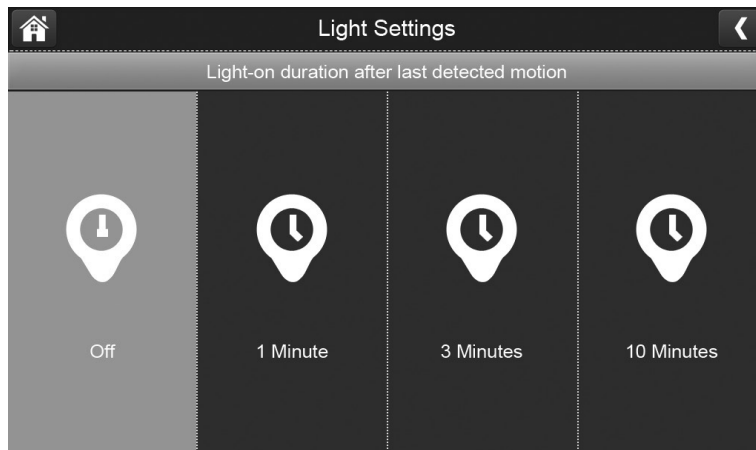 Light Settings
Light-on duration after last detected motion
Off
1 Minute
3 Minutes
10 Minutes